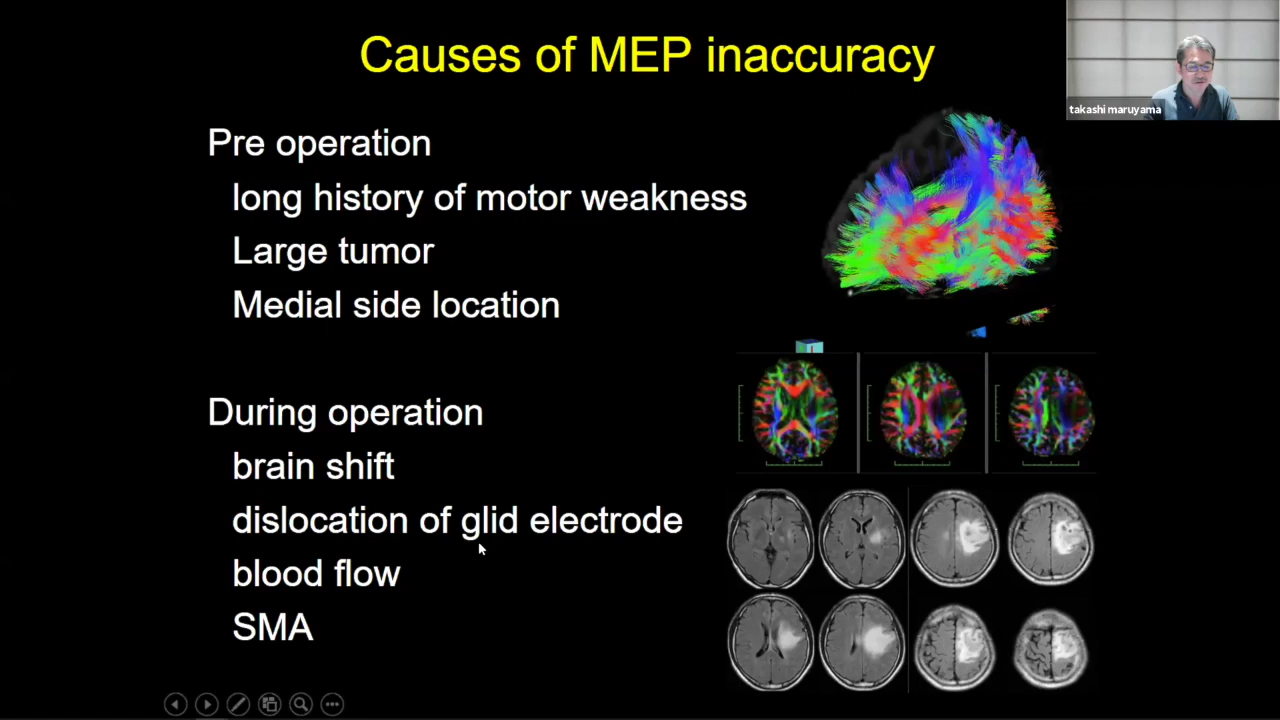 Causes of MEP inaccuracy
takashi maruyama
Pre operation
long history of motor weakness
Large tumor
Medial side location
During operation
brain shift
dislocation of glid electrode
blood flow
SMA